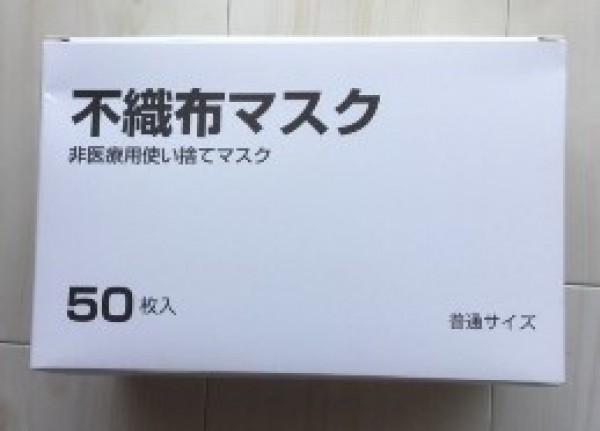 不織布マスク
非医療用使い捨てマスク
50枚入
普通サイズ